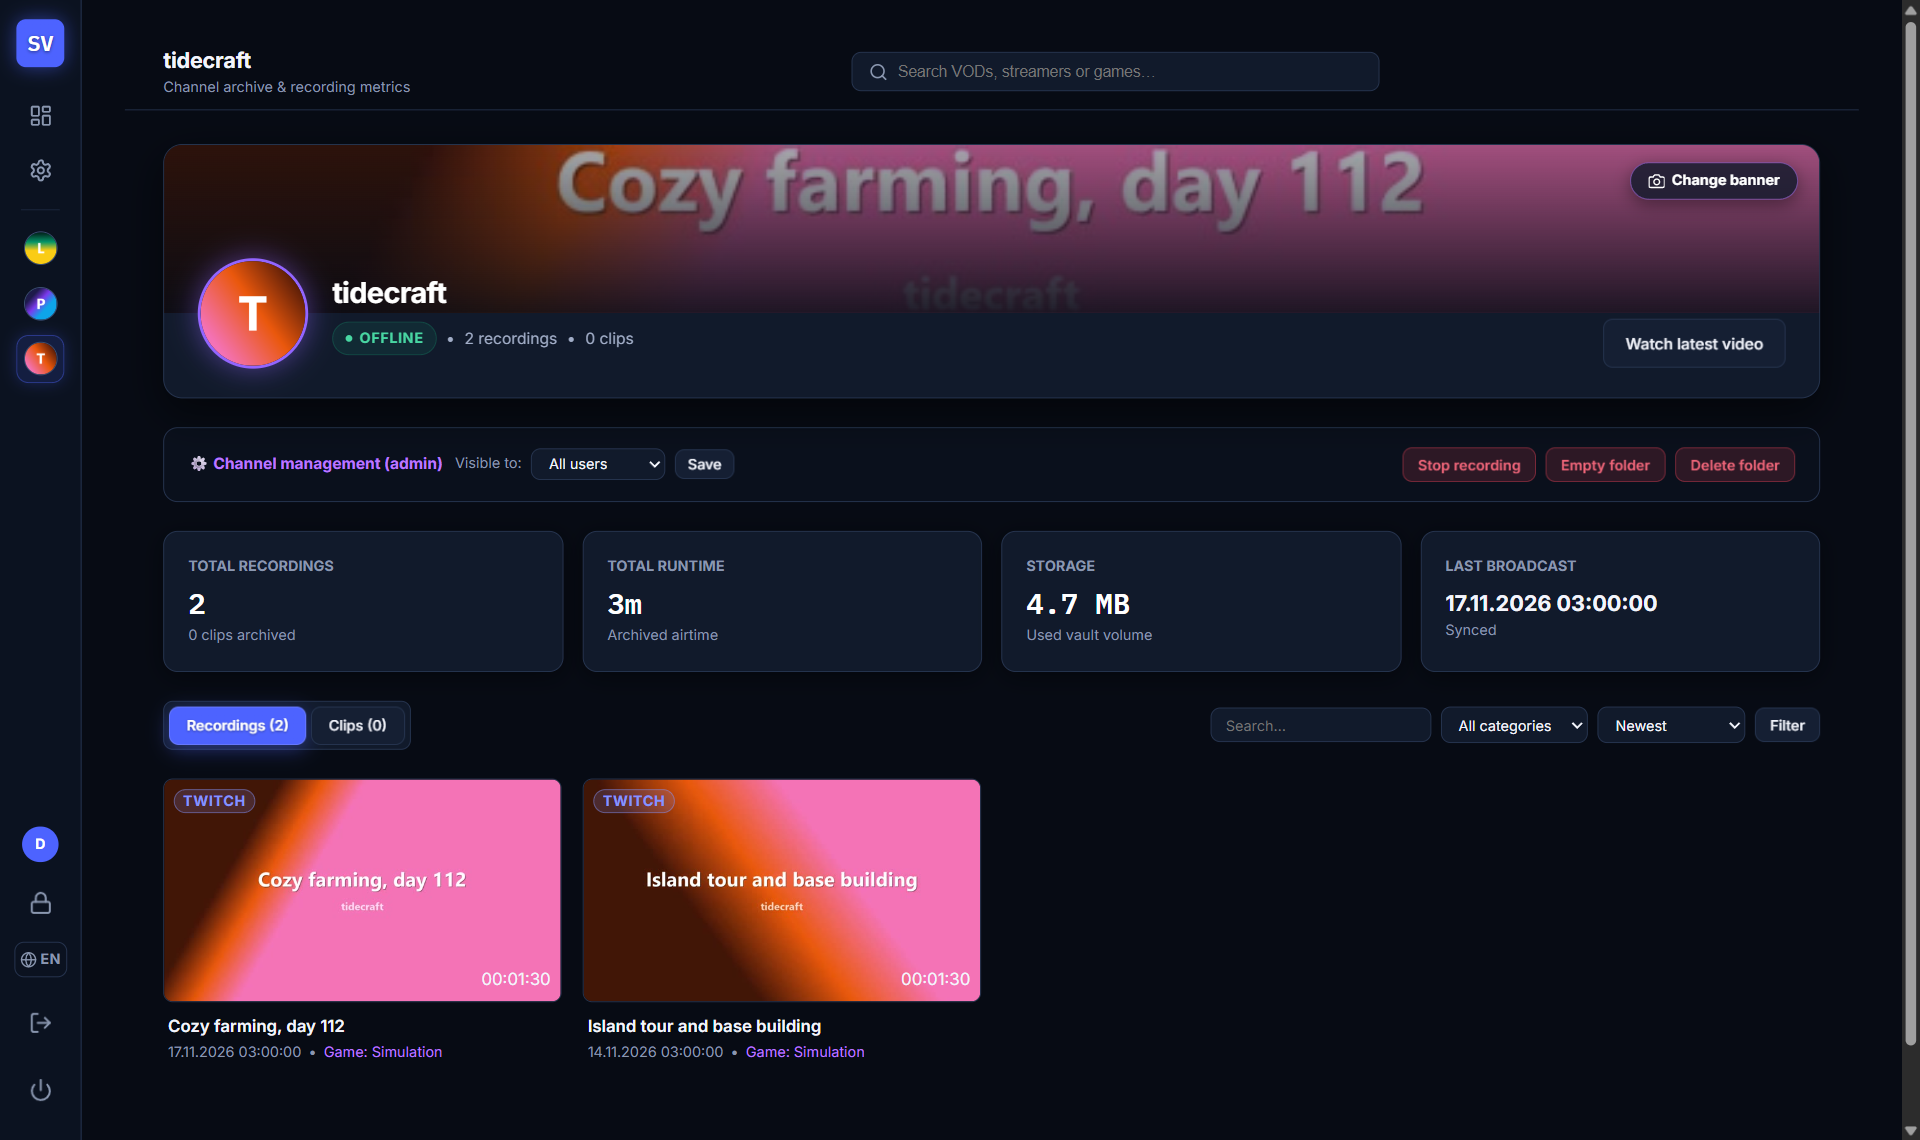 SV
tidecraft
Channel archive & recording metrics
Search VODs, streamers or games...
Cozy farming, day 112
tidecraft
Change banner
L
P
T
T
tidecraft
OFFLINE • 2 recordings • 0 clips
Watch latest video
Channel management (admin) Visible to: All users Save
Stop recording Empty folder Delete folder
TOTAL RECORDINGS
2
0 clips archived
TOTAL RUNTIME
3m
Archived airtime
STORAGE
4.7 MB
Used vault volume
LAST BROADCAST
17.11.2026 03:00:00
Synced
Recordings (2) Clips (0)
Search... All categories Newest Filter
TWITCH
Cozy farming, day 112
tidecraft
00:01:30
Cozy farming, day 112
17.11.2026 03:00:00 • Game: Simulation
TWITCH
Island tour and base building
tidecraft
00:01:30
Island tour and base building
14.11.2026 03:00:00 • Game: Simulation
D
EN